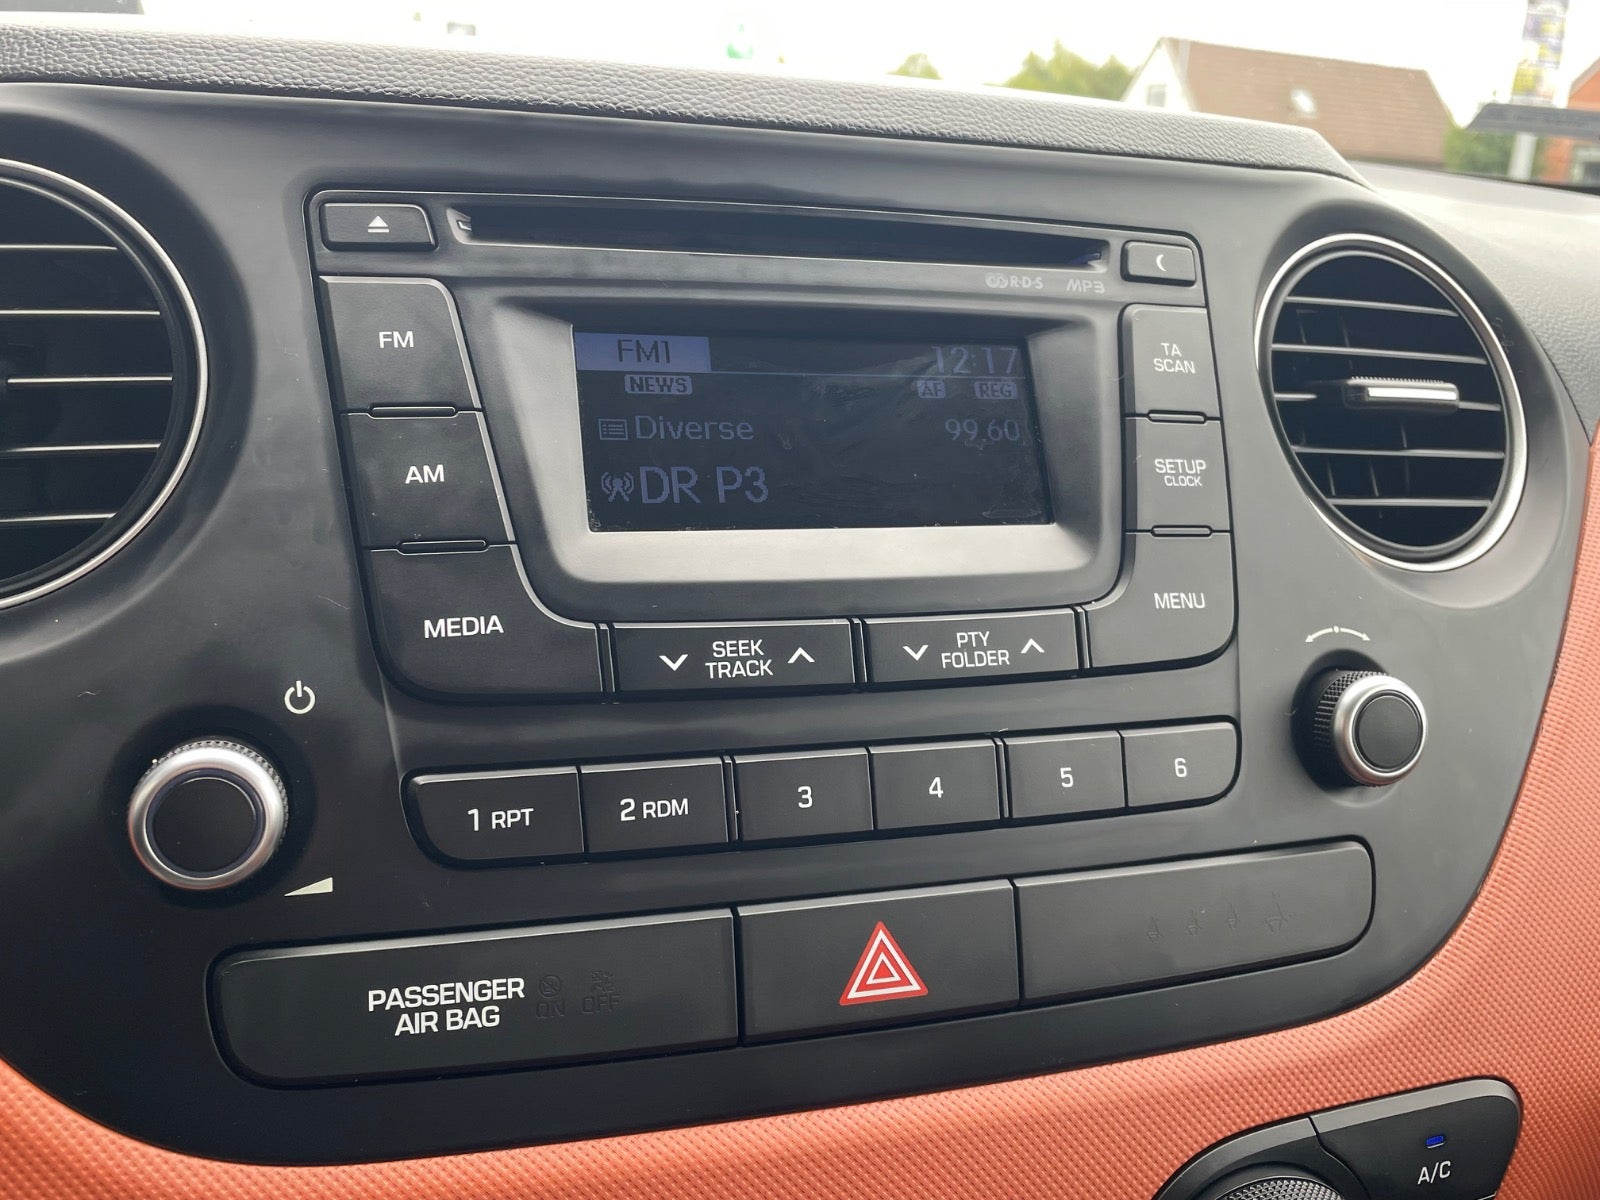 R·D·S MP3
FM
AM
MEDIA
FM1 12:17
NEWS AF REG
Diverse 99.60
DR P3
TA
SCAN
SETUP
CLOCK
MENU
SEEK
TRACK
PTY
FOLDER
1 RPT 2 RDM 3 4 5 6
PASSENGER
AIR BAG
ON OFF
A/C